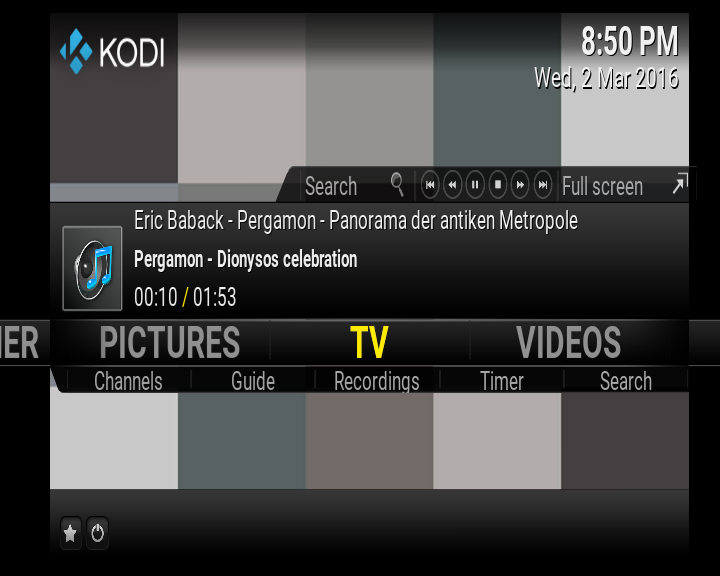 KODI
8:50 PM
Wed, 2 Mar 2016
Search
Full screen
Eric Baback - Pergamon - Panorama der antiken Metropole
Pergamon - Dionysos celebration
00:10 / 01:53
ER PICTURES TV VIDEOS
Channels Guide Recordings Timer Search